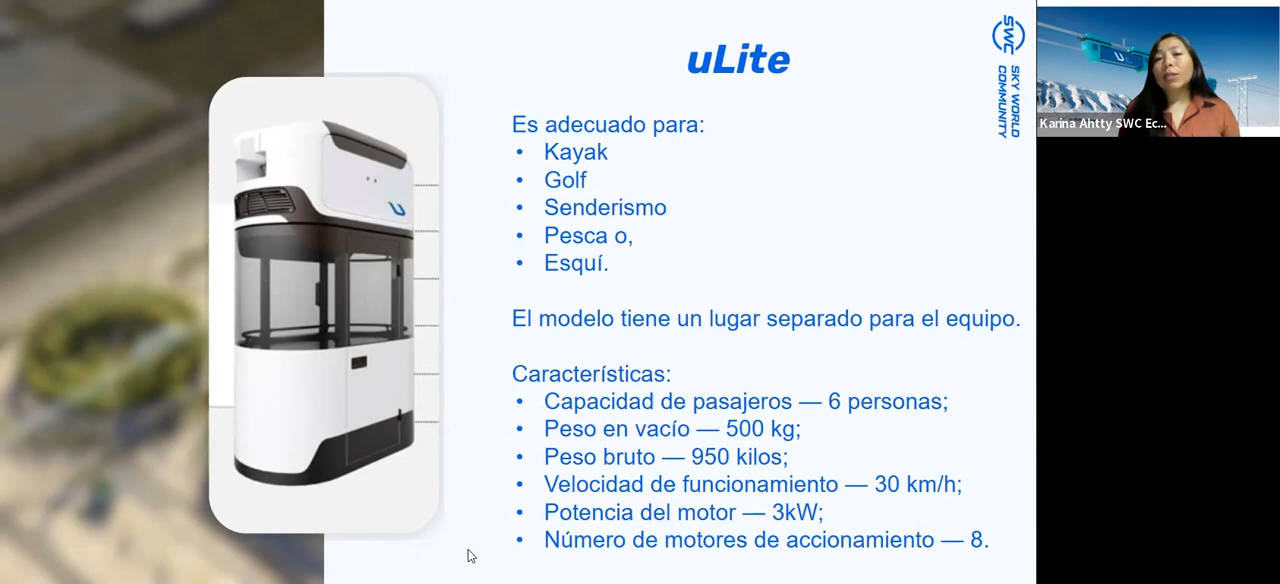 uLite
Es adecuado para:
• Kayak
• Golf
• Senderismo
• Pesca o,
• Esquí.
El modelo tiene un lugar separado para el equipo.
Características:
• Capacidad de pasajeros — 6 personas;
• Peso en vacío — 500 kg;
• Peso bruto — 950 kilos;
• Velocidad de funcionamiento — 30 km/h;
• Potencia del motor — 3kW;
• Número de motores de accionamiento — 8.
SWC
SKY WORLD
COMMUNITY
Karina Ahtty SWC Ec...